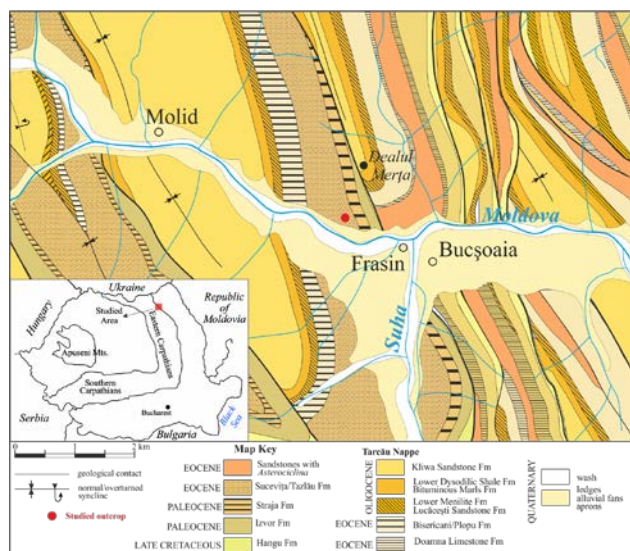 Molid
Dealul
Merța
Moldova
Frasin
Bucșoaia
Suha
Ukraine
Hungary
Studied
Area
Republic
of
Moldovia
Eastern Carpathians
Apuseni Mts.
Southern
Carpathians
Bucharest
Serbia
Black Sea
Bulgaria
2 km
geological contact
normal/overturned
syncline
Studied outcrop
Map Key
EOCENE Sandstones with
Asterociclina
EOCENE Sucevița/Tazlău Fm
PALEOCENE Straja Fm
PALEOCENE Izvor Fm
LATE CRETACEOUS Hangu Fm
Tarcău Nappe
OLIGOCENE
Kliwa Sandstone Fm
Lower Dysodilic Shale Fm
Bituminous Marls Fm
Lower Menilite Fm
Lucăcești Sandstone Fm
EOCENE Bisericani/Plopu Fm
EOCENE Doamna Limestone Fm
QUATERNARY
wash
ledges
alluvial fans
aprons